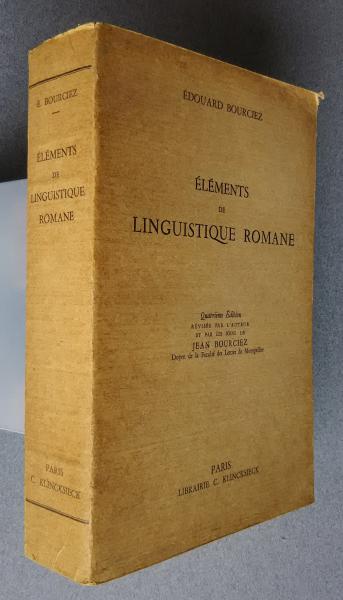 É. BOURCIEZ
ÉLÉMENTS
DE
LINGUISTIQUE
ROMANE
PARIS
C. KLINCKSIECK
ÉDOUARD BOURCIEZ
ÉLÉMENTS
DE
LINGUISTIQUE ROMANE
Quatrième Édition
RÉVISÉE PAR L'AUTEUR
ET PAR LES SOINS DE
JEAN BOURCIEZ
Doyen de la Faculté des Lettres de Montpellier
PARIS
LIBRAIRIE C. KLINCKSIECK